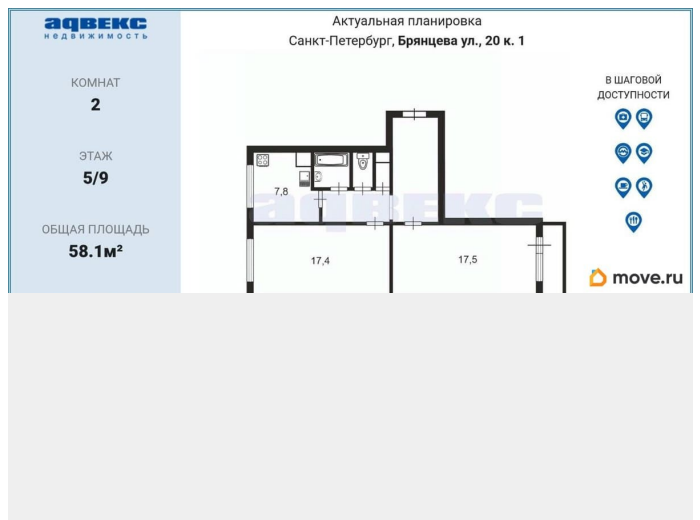 адвекс
недвижимость
КОМНАТ
2
ЭТАЖ
5/9
ОБЩАЯ ПЛОЩАДЬ
58.1м²
Актуальная планировка
Санкт-Петербург, Брянцева ул., 20 к. 1
7,8
адвекс
17,4
17,5
В ШАГОВОЙ
ДОСТУПНОСТИ
move.ru